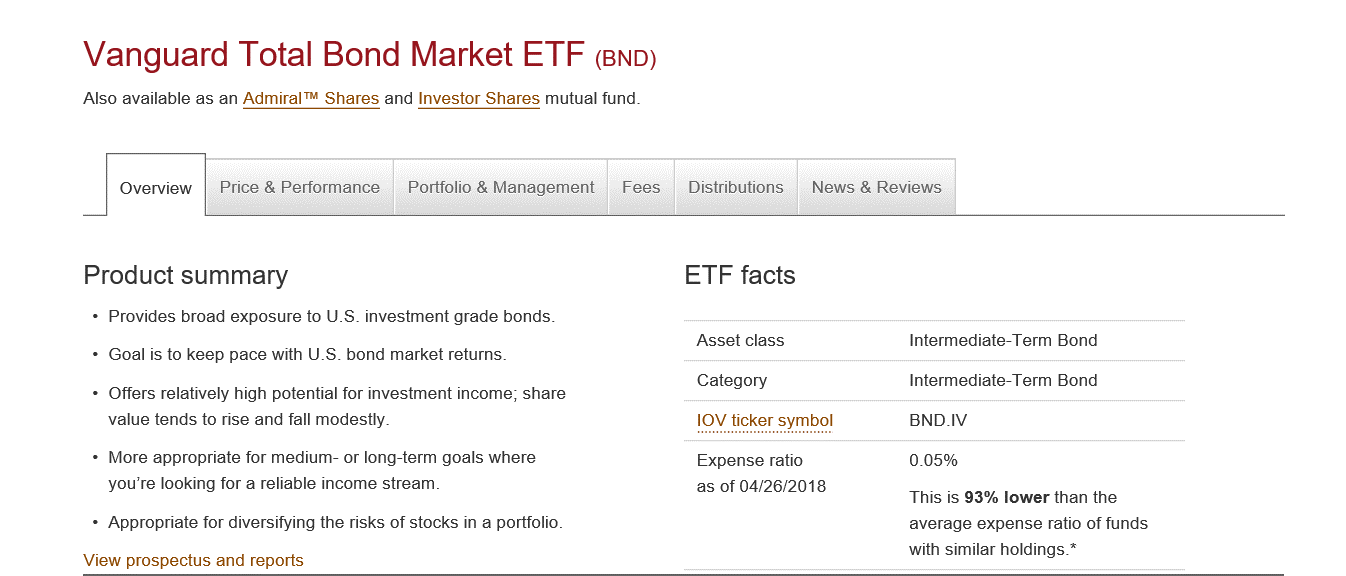 Vanguard Total Bond Market ETF (BND)
Also available as an Admiral™ Shares and Investor Shares mutual fund.
Overview
Price & Performance
Portfolio & Management
Fees
Distributions
News & Reviews
Product summary
• Provides broad exposure to U.S. investment grade bonds.
• Goal is to keep pace with U.S. bond market returns.
• Offers relatively high potential for investment income; share
value tends to rise and fall modestly.
• More appropriate for medium- or long-term goals where
you’re looking for a reliable income stream.
• Appropriate for diversifying the risks of stocks in a portfolio.
View prospectus and reports
ETF facts
Asset class Intermediate-Term Bond
Category Intermediate-Term Bond
IOV ticker symbol BND.IV
Expense ratio 0.05%
as of 04/26/2018
This is 93% lower than the
average expense ratio of funds
with similar holdings.*